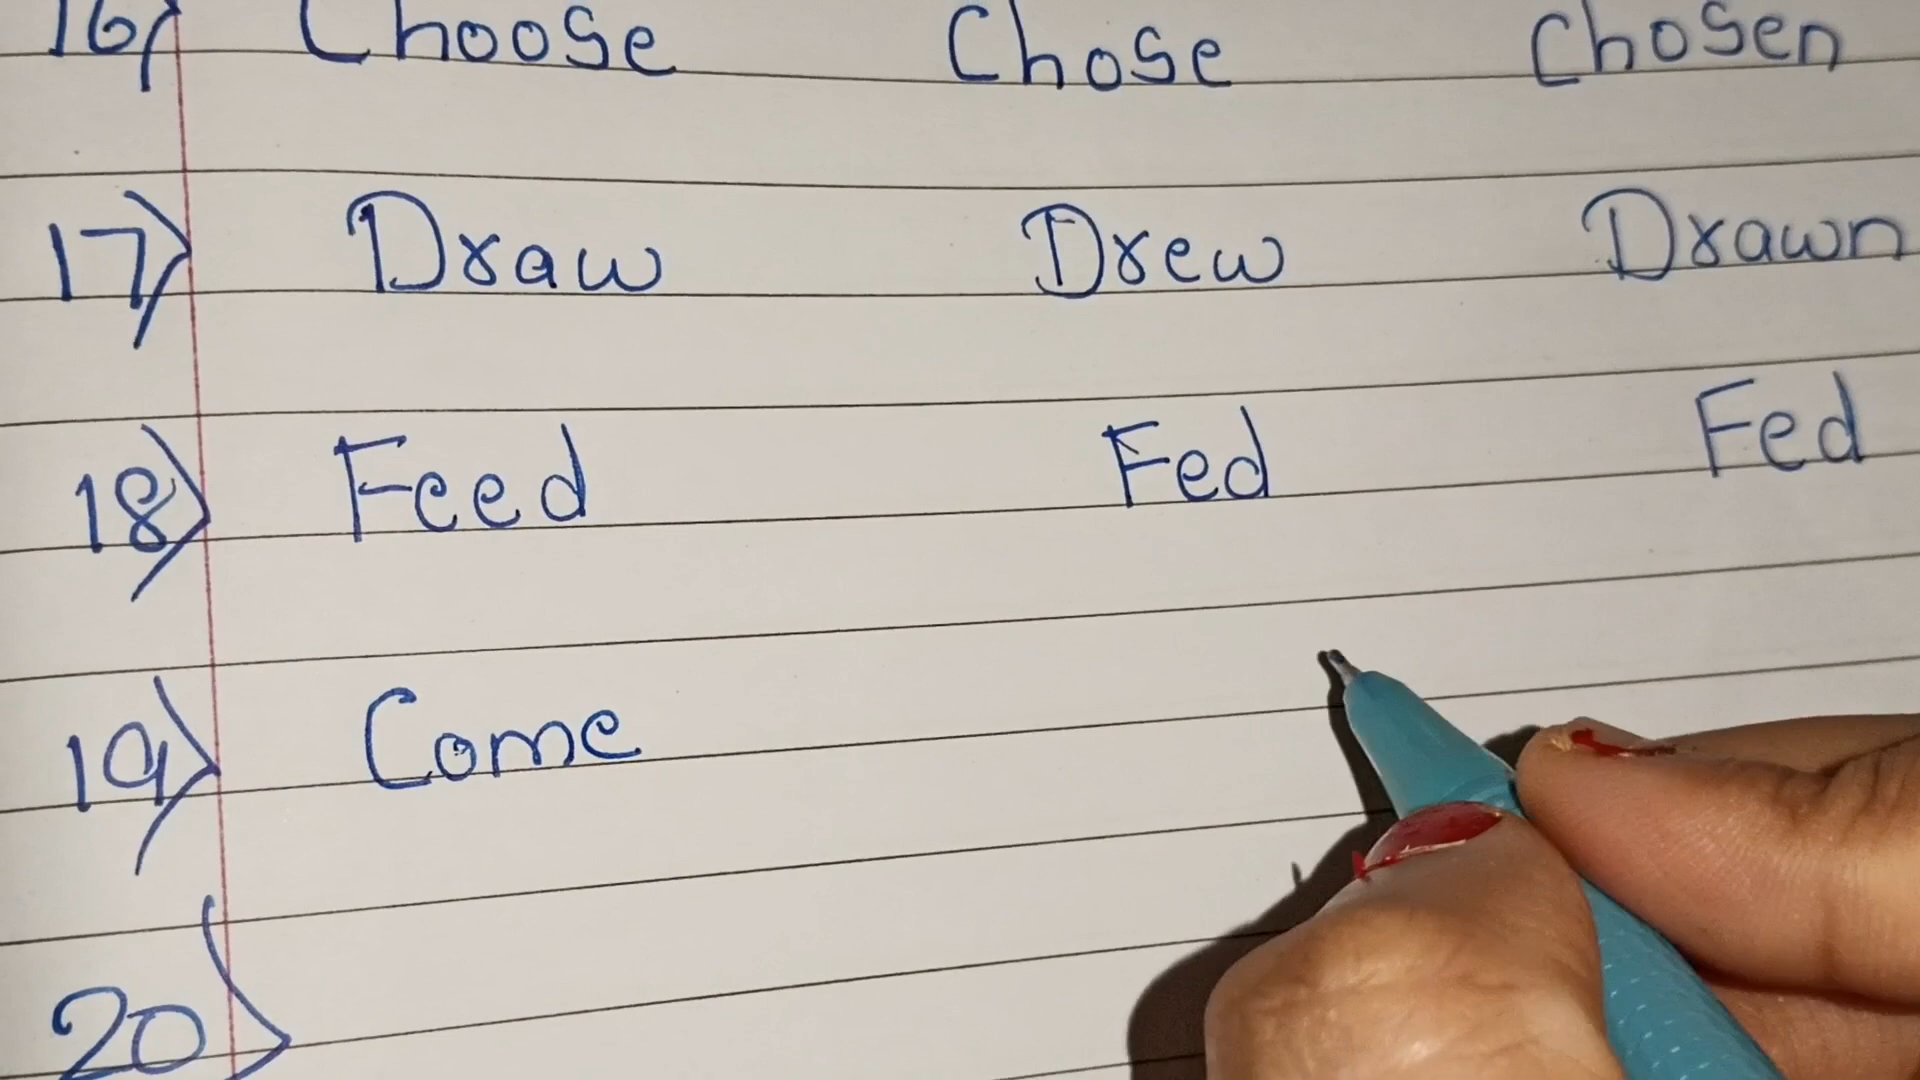 16) Choose Chose Chosen
17) Draw Drew Drawn
18) Feed Fed Fed
19) Come
20)